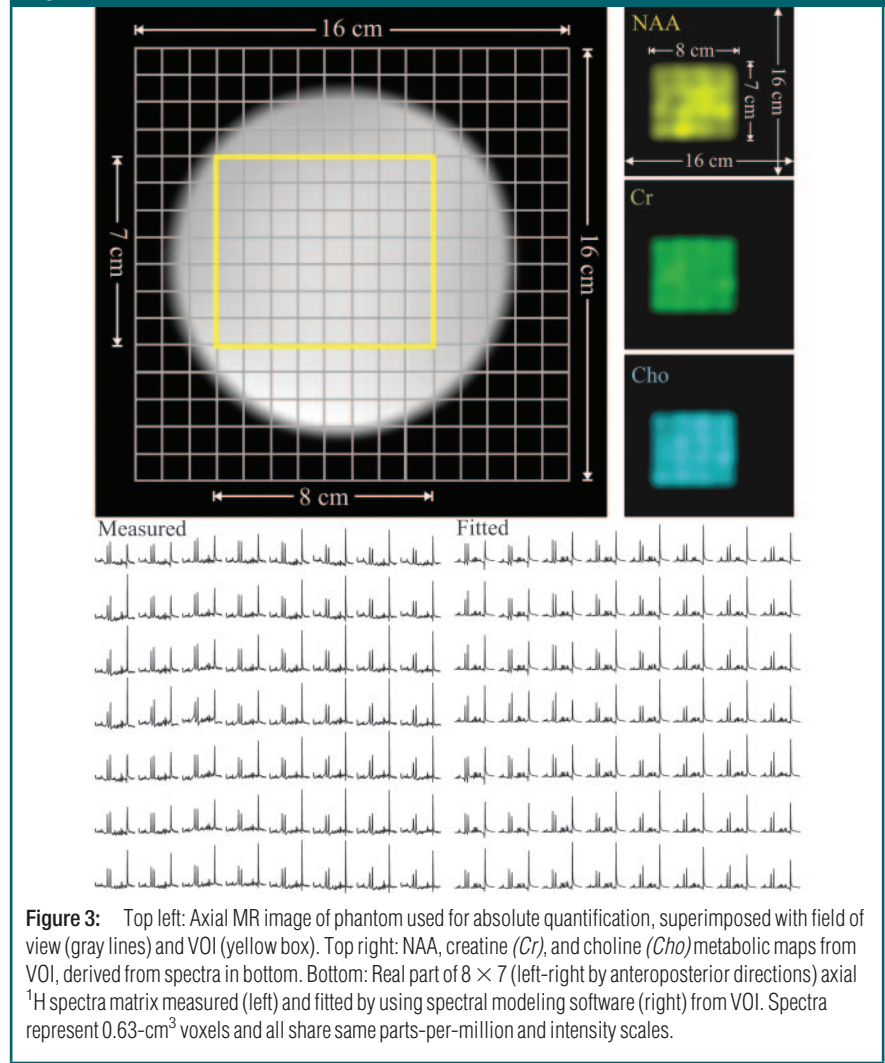 16 cm
7 cm
16 cm
8 cm
NAA
8 cm
7 cm
16 cm
16 cm
Cr
Cho
Measured
Fitted
Figure 3: Top left: Axial MR image of phantom used for absolute quantification, superimposed with field of
view (gray lines) and VOI (yellow box). Top right: NAA, creatine (Cr), and choline (Cho) metabolic maps from
VOI, derived from spectra in bottom. Bottom: Real part of 8 × 7 (left-right by anteroposterior directions) axial
¹H spectra matrix measured (left) and fitted by using spectral modeling software (right) from VOI. Spectra
represent 0.63-cm³ voxels and all share same parts-per-million and intensity scales.